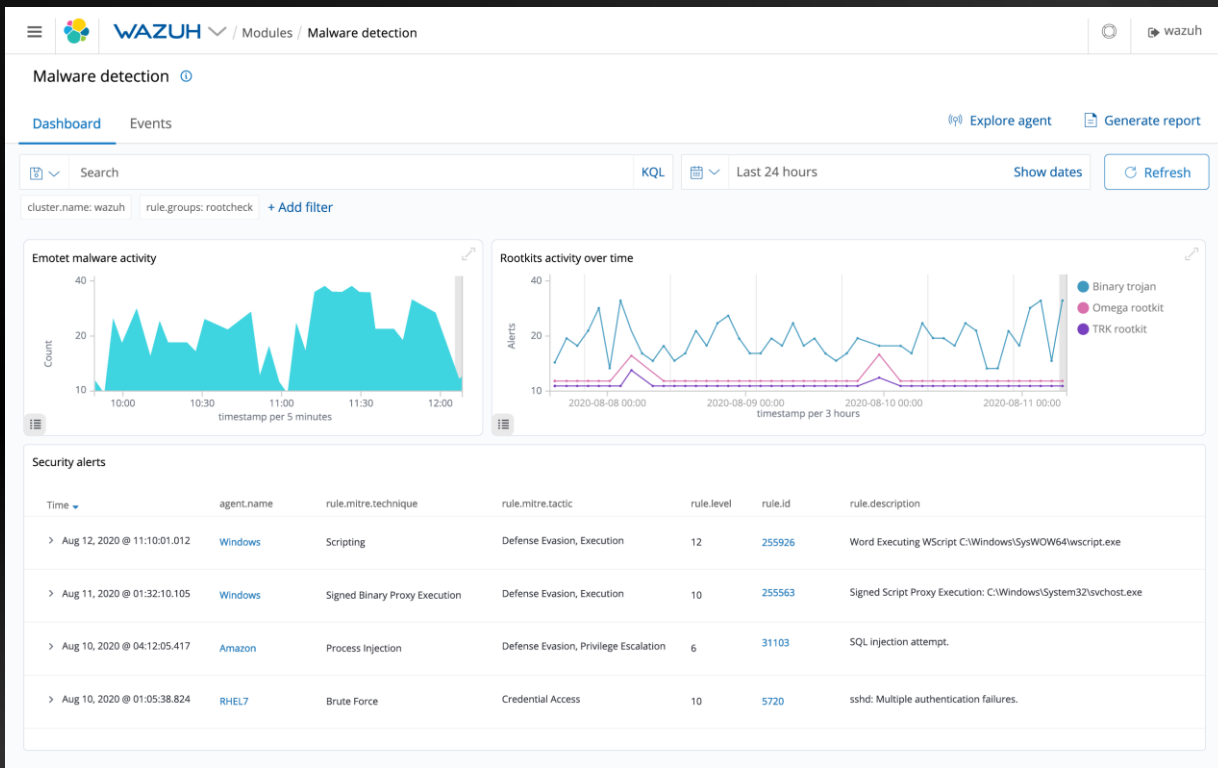 WAZUH / Modules / Malware detection wazuh
Malware detection
Dashboard Events Explore agent Generate report
Search KQL Last 24 hours Show dates Refresh
cluster.name: wazuh rule.groups: rootcheck + Add filter
Emotet malware activity
40
20
10
Count
10:00 10:30 11:00 11:30 12:00
timestamp per 5 minutes
Rootkits activity over time
40
20
10
Alerts
2020-08-08 00:00 2020-08-09 00:00 2020-08-10 00:00 2020-08-11 00:00
timestamp per 3 hours
Binary trojan
Omega rootkit
TRK rootkit
Security alerts
Time agent.name rule.mitre.technique rule.mitre.tactic rule.level rule.id rule.description
Aug 12, 2020 @ 11:10:01.012 Windows Scripting Defense Evasion, Execution 12 255926 Word Executing WScript C:\Windows\SysWOW64\wscript.exe
Aug 11, 2020 @ 01:32:10.105 Windows Signed Binary Proxy Execution Defense Evasion, Execution 10 255563 Signed Script Proxy Execution: C:\Windows\System32\svchost.exe
Aug 10, 2020 @ 04:12:05.417 Amazon Process Injection Defense Evasion, Privilege Escalation 6 31103 SQL injection attempt.
Aug 10, 2020 @ 01:05:38.824 RHEL7 Brute Force Credential Access 10 5720 sshd: Multiple authentication failures.